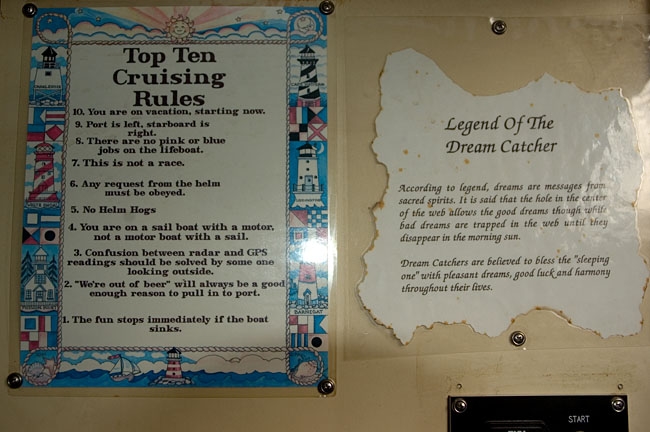 Top Ten
Cruising
Rules
10. You are on vacation, starting now.
9. Port is left, starboard is
right.
8. There are no pink or blue
jobs on the lifeboat.
7. This is not a race.
6. Any request from the helm
must be obeyed.
5. No Helm Hogs
4. You are on a sail boat with a motor,
not a motor boat with a sail.
3. Confusion between radar and GPS
readings should be solved by some one
looking outside.
2. "We're out of beer" will always be a good
enough reason to pull in to port.
1. The fun stops immediately if the boat
sinks.
BARNEGAT
Legend Of The
Dream Catcher
According to legend, dreams are messages from
sacred spirits. It is said that the hole in the center
of the web allows the good dreams though while
bad dreams are trapped in the web until they
disappear in the morning sun.
Dream Catchers are believed to bless the "sleeping
one" with pleasant dreams, good luck and harmony
throughout their lives.
START